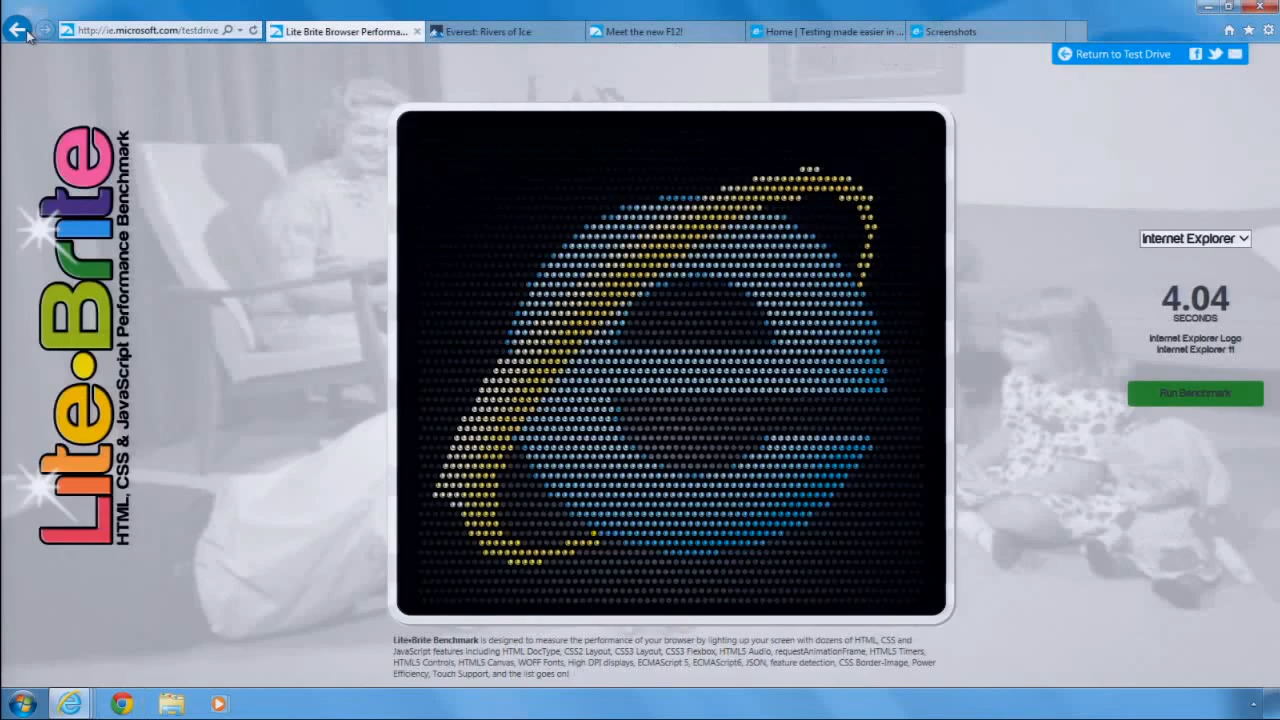 http://ie.microsoft.com/testdrive
Lite Brite Browser Performa...
Everest: Rivers of Ice
Meet the new F12!
Home | Testing made easier in ...
Screenshots
Return to Test Drive
Lite•Brite
HTML, CSS & JavaScript Performance Benchmark
Internet Explorer
4.04
SECONDS
Internet Explorer Logo
Internet Explorer 11
Run Benchmark
Lite•Brite Benchmark is designed to measure the performance of your browser by lighting up your screen with dozens of HTML, CSS and
JavaScript features including HTML DocType, CSS2 Layout, CSS3 Layout, CSS3 Flexbox, HTML5 Audio, requestAnimationFrame, HTML5 Timers,
HTML5 Controls, HTML5 Canvas, WOFF Fonts, High DPI displays, ECMAScript 5, ECMAScript6, JSON, feature detection, CSS Border-Image, Power
Efficiency, Touch Support, and the list goes on!